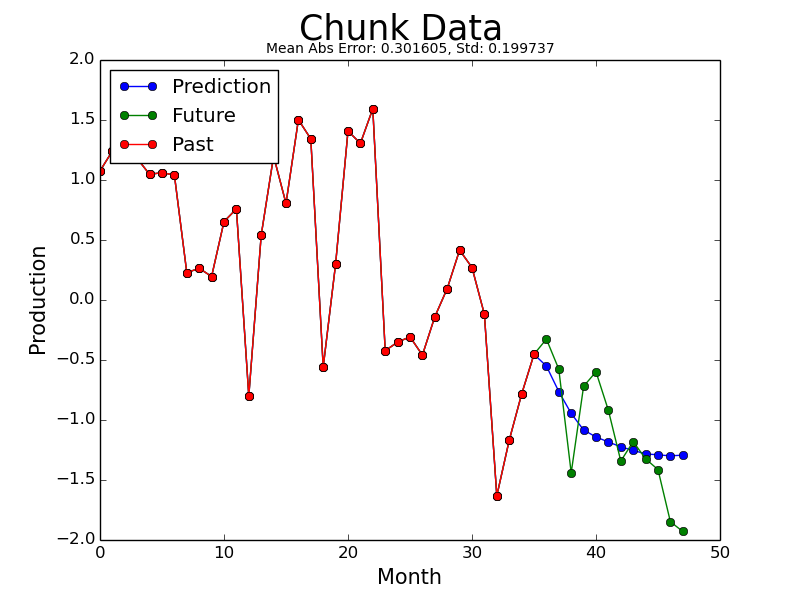 Chunk Data
Mean Abs Error: 0.301605, Std: 0.199737
Prediction
Future
Past
2.0
1.5
1.0
0.5
0.0
−0.5
−1.0
−1.5
−2.0
Production
0 10 20 30 40 50
Month